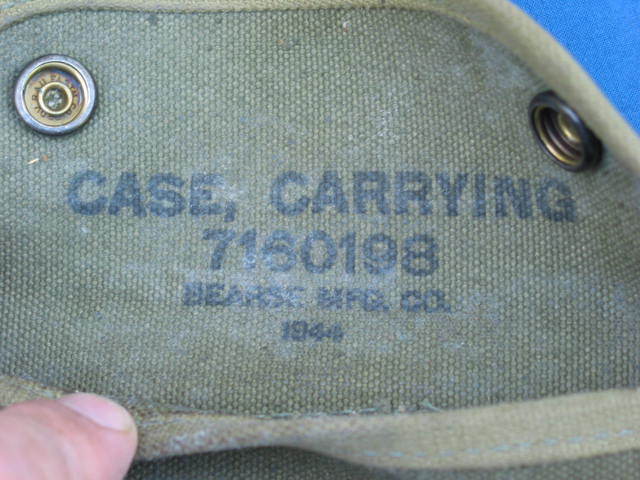 CASE, CARRYING
7160198
BEARSE MFG. CO.
1944